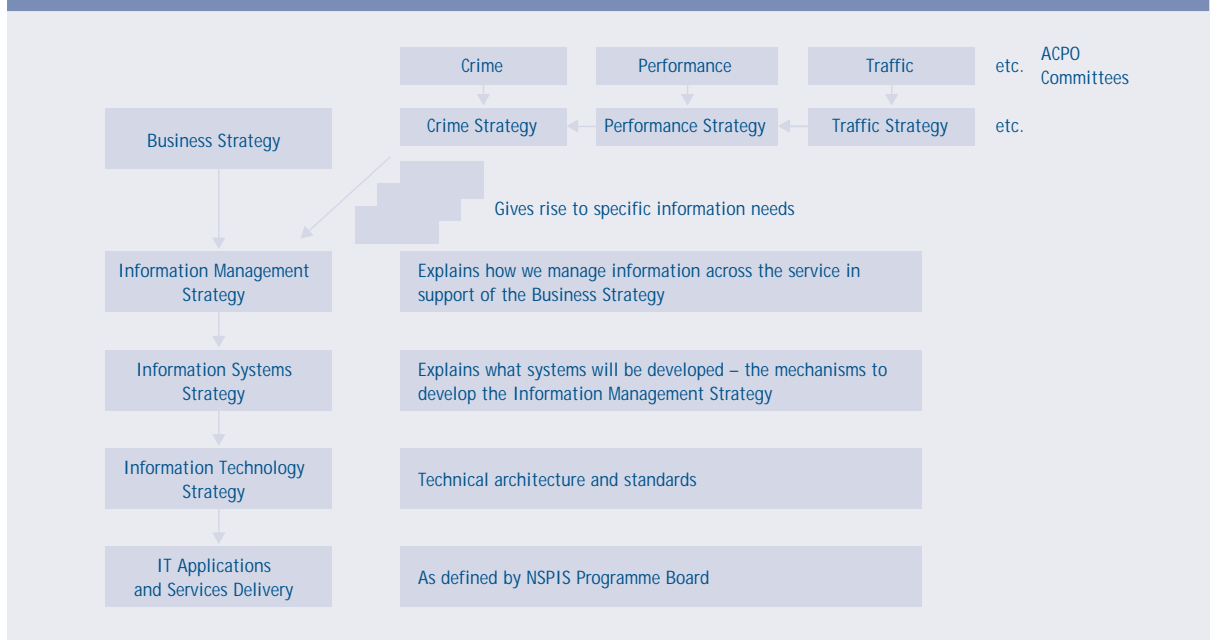 Crime
Performance
Traffic
etc.
ACPO
Committees
Business Strategy
Crime Strategy
Performance Strategy
Traffic Strategy
etc.
Gives rise to specific information needs
Information Management
Strategy
Explains how we manage information across the service in
support of the Business Strategy
Information Systems
Strategy
Explains what systems will be developed – the mechanisms to
develop the Information Management Strategy
Information Technology
Strategy
Technical architecture and standards
IT Applications
and Services Delivery
As defined by NSPIS Programme Board